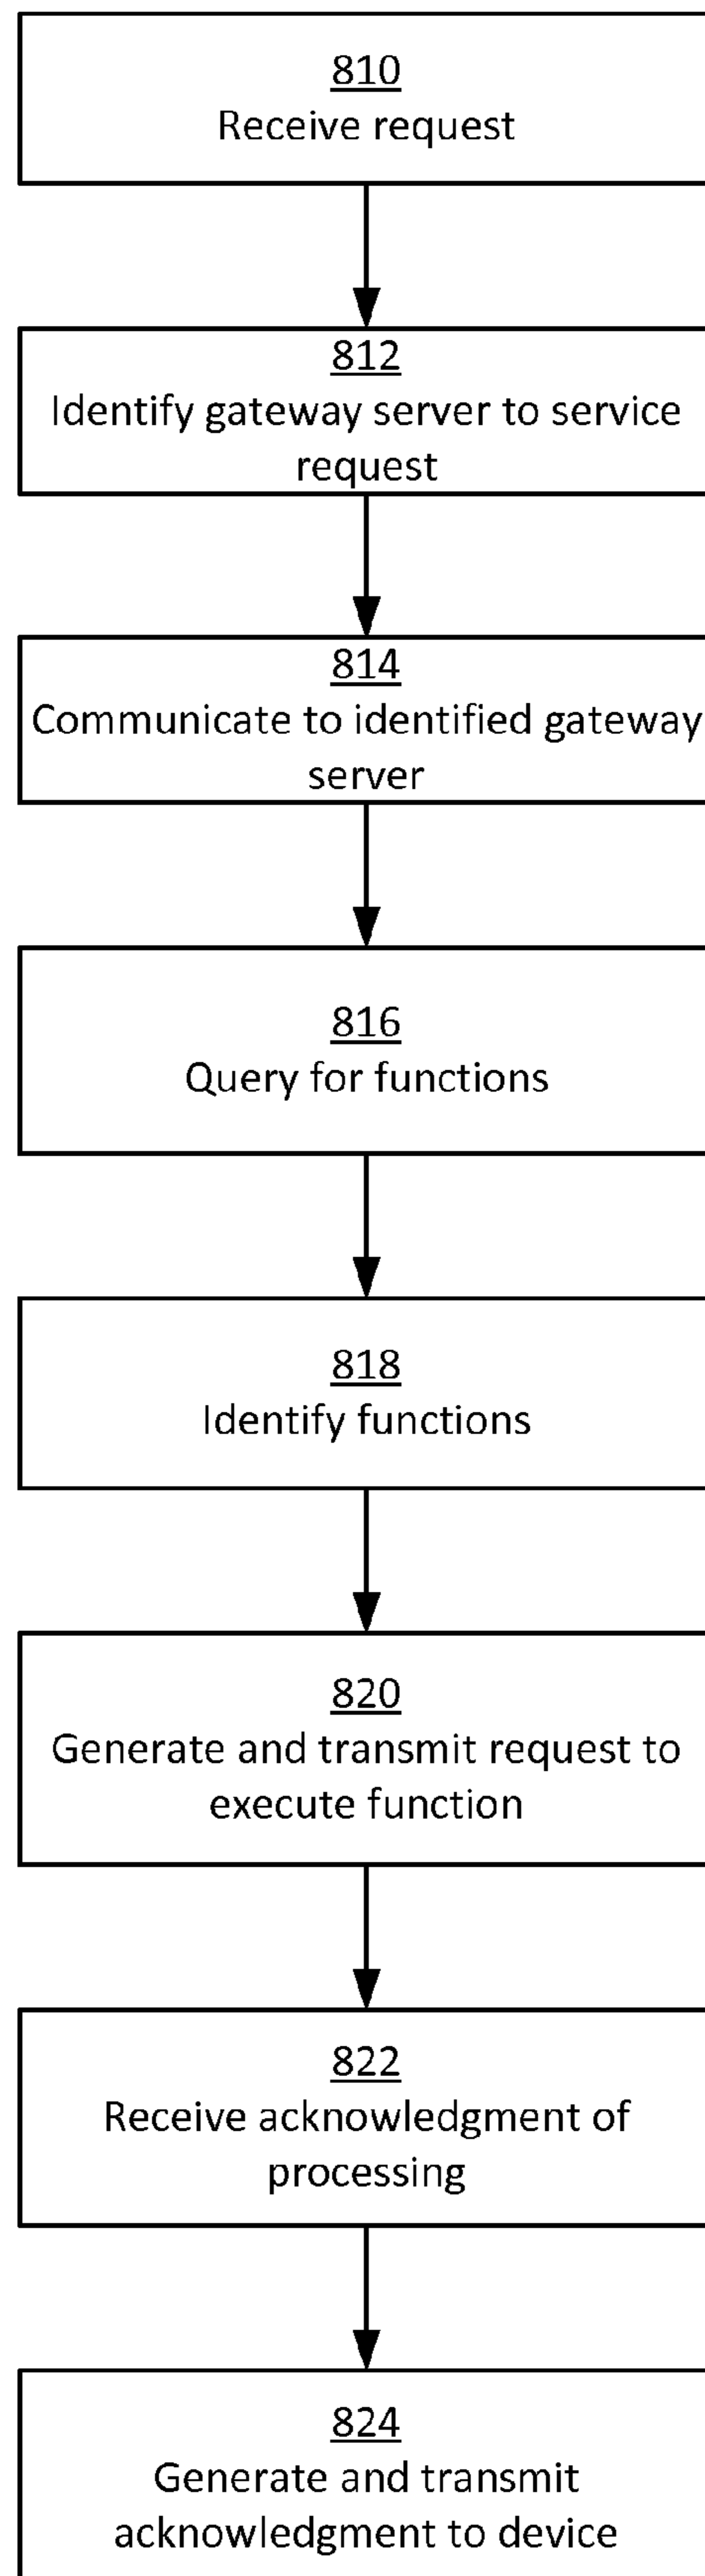 810
Receive request
812
Identify gateway server to service
request
814
Communicate to identified gateway
server
816
Query for functions
818
Identify functions
820
Generate and transmit request to
execute function
822
Receive acknowledgment of
processing
824
Generate and transmit
acknowledgment to device